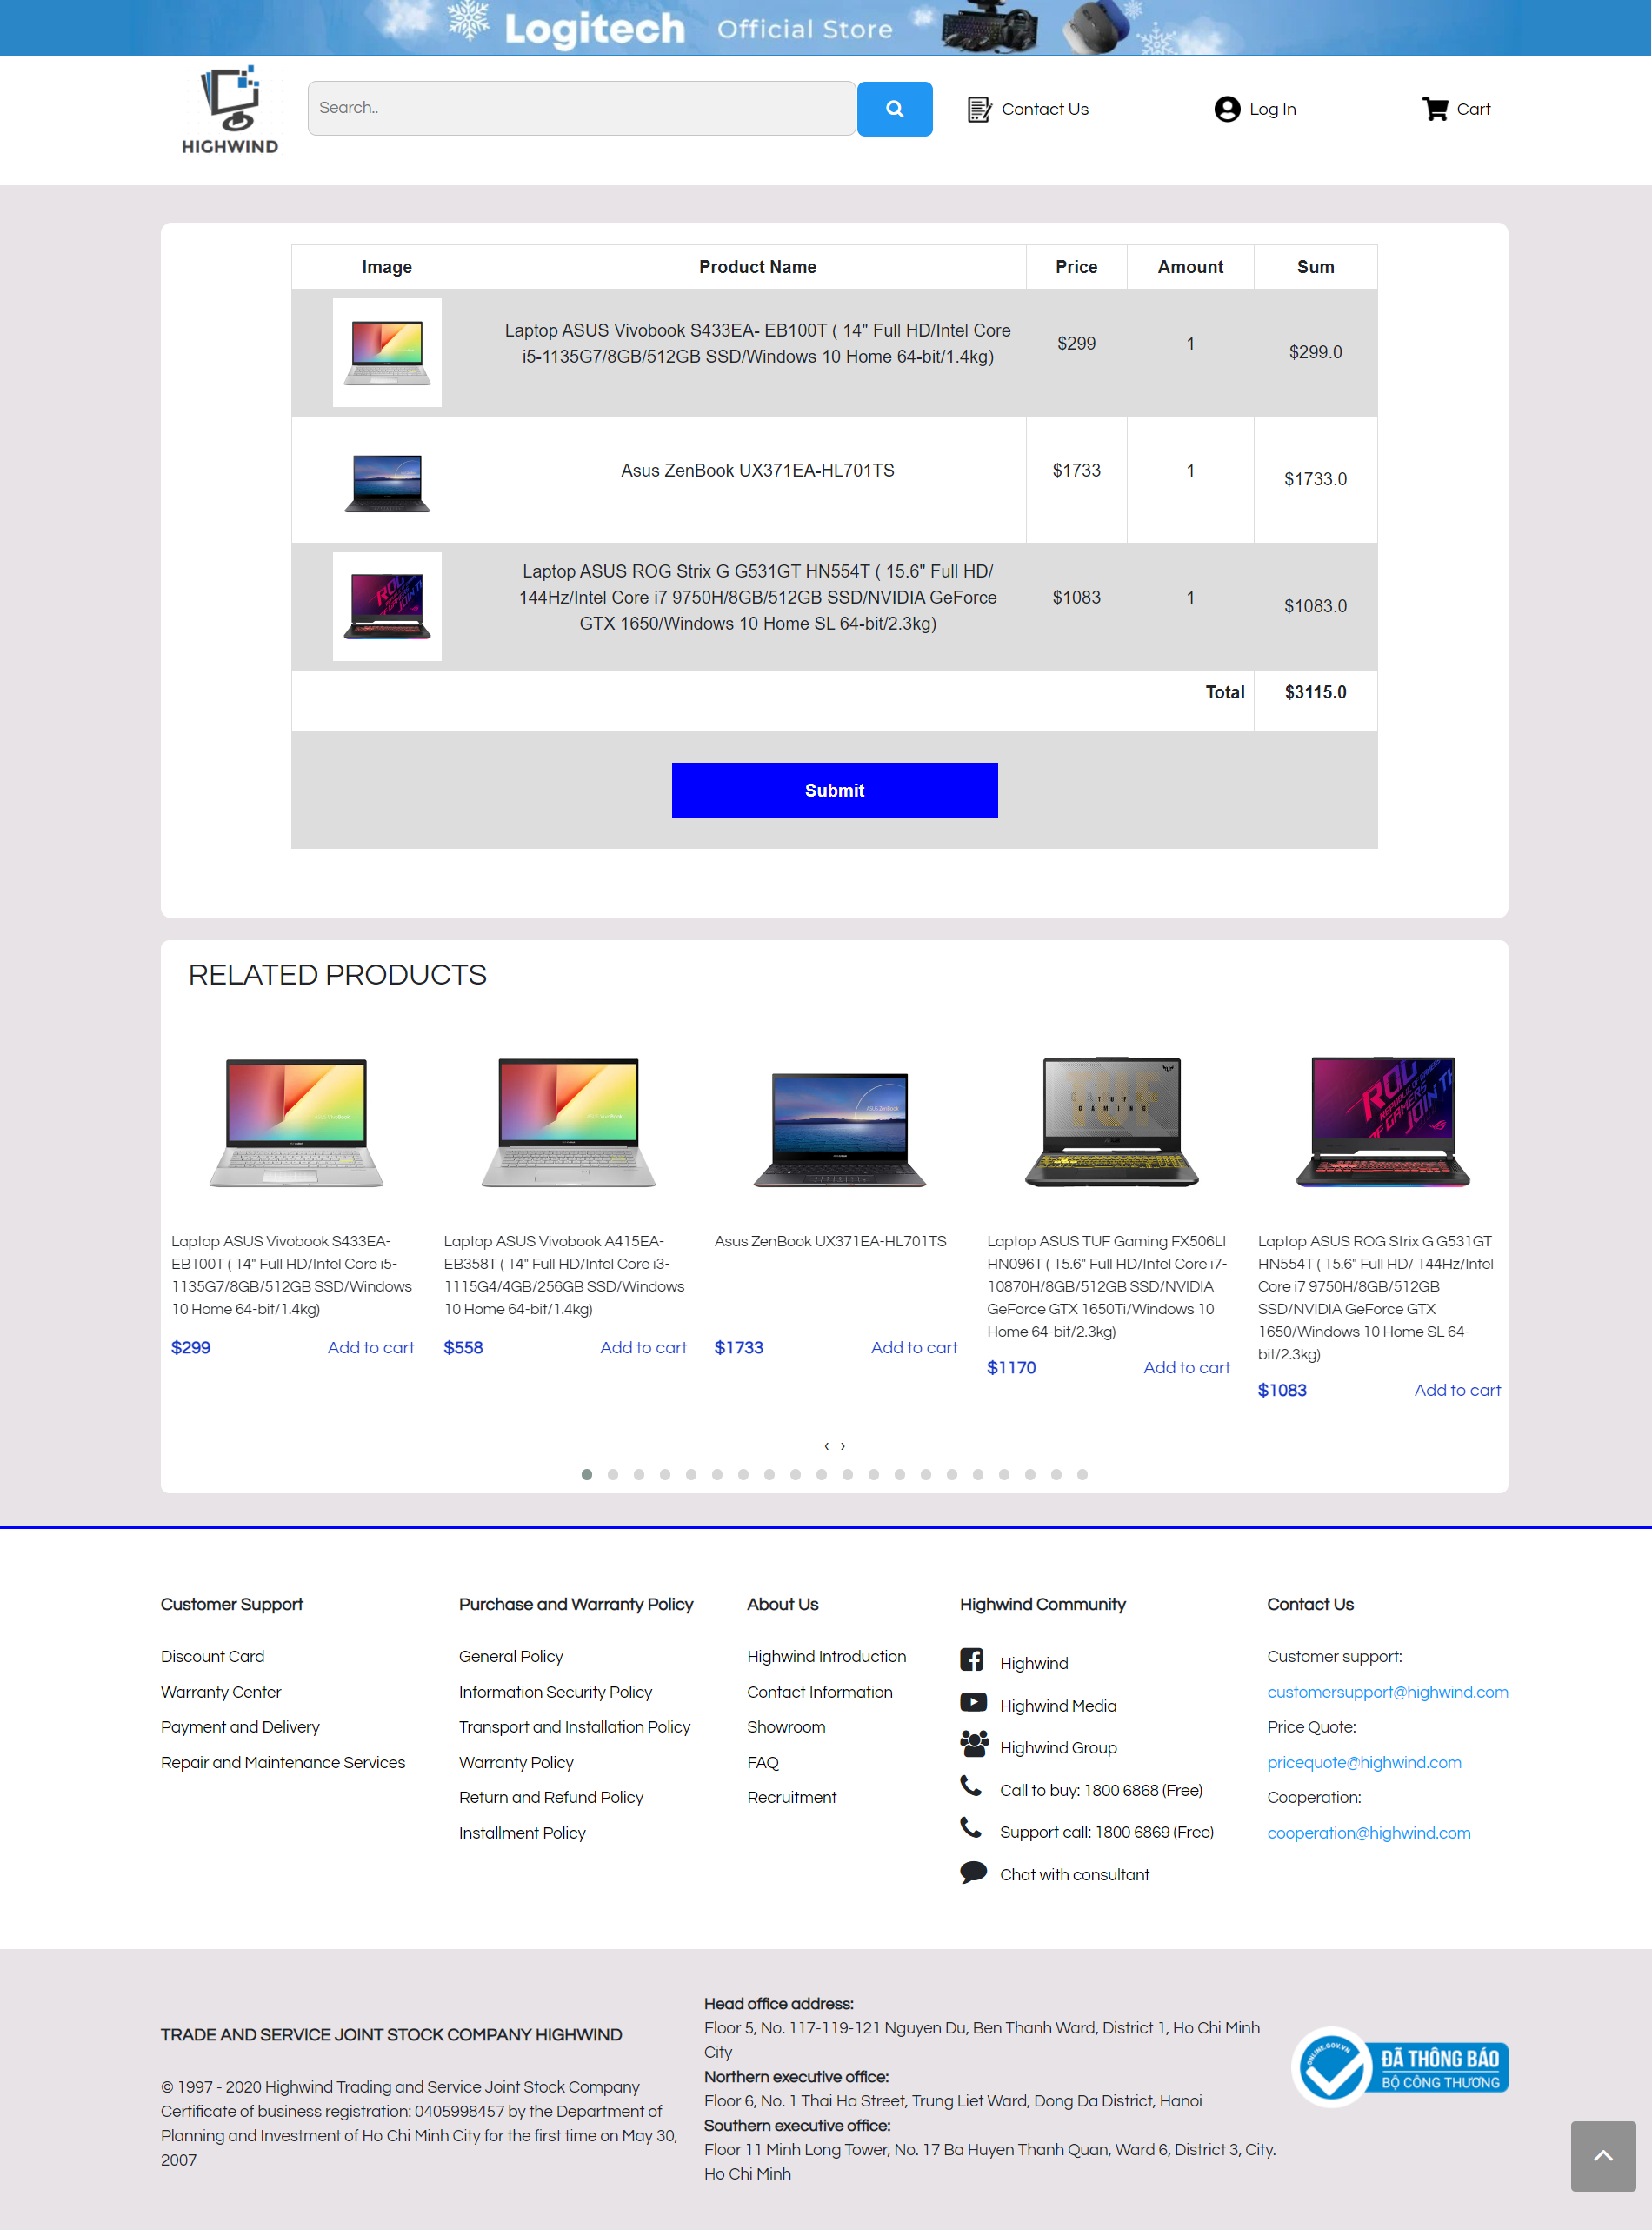 Logitech Official Store
HIGHWIND
Search..
Contact Us
Log In
Cart
Image Product Name Price Amount Sum
Laptop ASUS Vivobook S433EA- EB100T ( 14" Full HD/Intel Core
i5-1135G7/8GB/512GB SSD/Windows 10 Home 64-bit/1.4kg)
$299 1 $299.0
Asus ZenBook UX371EA-HL701TS $1733 1 $1733.0
Laptop ASUS ROG Strix G G531GT HN554T ( 15.6" Full HD/
144Hz/Intel Core i7 9750H/8GB/512GB SSD/NVIDIA GeForce
GTX 1650/Windows 10 Home SL 64-bit/2.3kg)
$1083 1 $1083.0
Total $3115.0
Submit
RELATED PRODUCTS
TUF
GAMING
ROG
REPUBLIC OF
GAMERS
JOIN TH
Laptop ASUS Vivobook S433EA-
EB100T ( 14" Full HD/Intel Core i5-
1135G7/8GB/512GB SSD/Windows
10 Home 64-bit/1.4kg)
$299 Add to cart
Laptop ASUS Vivobook A415EA-
EB358T ( 14" Full HD/Intel Core i3-
1115G4/4GB/256GB SSD/Windows
10 Home 64-bit/1.4kg)
$558 Add to cart
Asus ZenBook UX371EA-HL701TS
$1733 Add to cart
Laptop ASUS TUF Gaming FX506LI
HN096T ( 15.6" Full HD/Intel Core i7-
10870H/8GB/512GB SSD/NVIDIA
GeForce GTX 1650Ti/Windows 10
Home 64-bit/2.3kg)
$1170 Add to cart
Laptop ASUS ROG Strix G G531GT
HN554T ( 15.6" Full HD/ 144Hz/Intel
Core i7 9750H/8GB/512GB
SSD/NVIDIA GeForce GTX
1650/Windows 10 Home SL 64-
bit/2.3kg)
$1083 Add to cart
‹ ›
Customer Support
Discount Card
Warranty Center
Payment and Delivery
Repair and Maintenance Services
Purchase and Warranty Policy
General Policy
Information Security Policy
Transport and Installation Policy
Warranty Policy
Return and Refund Policy
Installment Policy
About Us
Highwind Introduction
Contact Information
Showroom
FAQ
Recruitment
Highwind Community
Highwind
Highwind Media
Highwind Group
Call to buy: 1800 6868 (Free)
Support call: 1800 6869 (Free)
Chat with consultant
Contact Us
Customer support:
customersupport@highwind.com
Price Quote:
pricequote@highwind.com
Cooperation:
cooperation@highwind.com
TRADE AND SERVICE JOINT STOCK COMPANY HIGHWIND
© 1997 - 2020 Highwind Trading and Service Joint Stock Company
Certificate of business registration: 0405998457 by the Department of
Planning and Investment of Ho Chi Minh City for the first time on May 30,
2007
Head office address:
Floor 5, No. 117-119-121 Nguyen Du, Ben Thanh Ward, District 1, Ho Chi Minh
City
Northern executive office:
Floor 6, No. 1 Thai Ha Street, Trung Liet Ward, Dong Da District, Hanoi
Southern executive office:
Floor 11 Minh Long Tower, No. 17 Ba Huyen Thanh Quan, Ward 6, District 3, City.
Ho Chi Minh
ONLINE.GOV.VN
ĐÃ THÔNG BÁO
BỘ CÔNG THƯƠNG